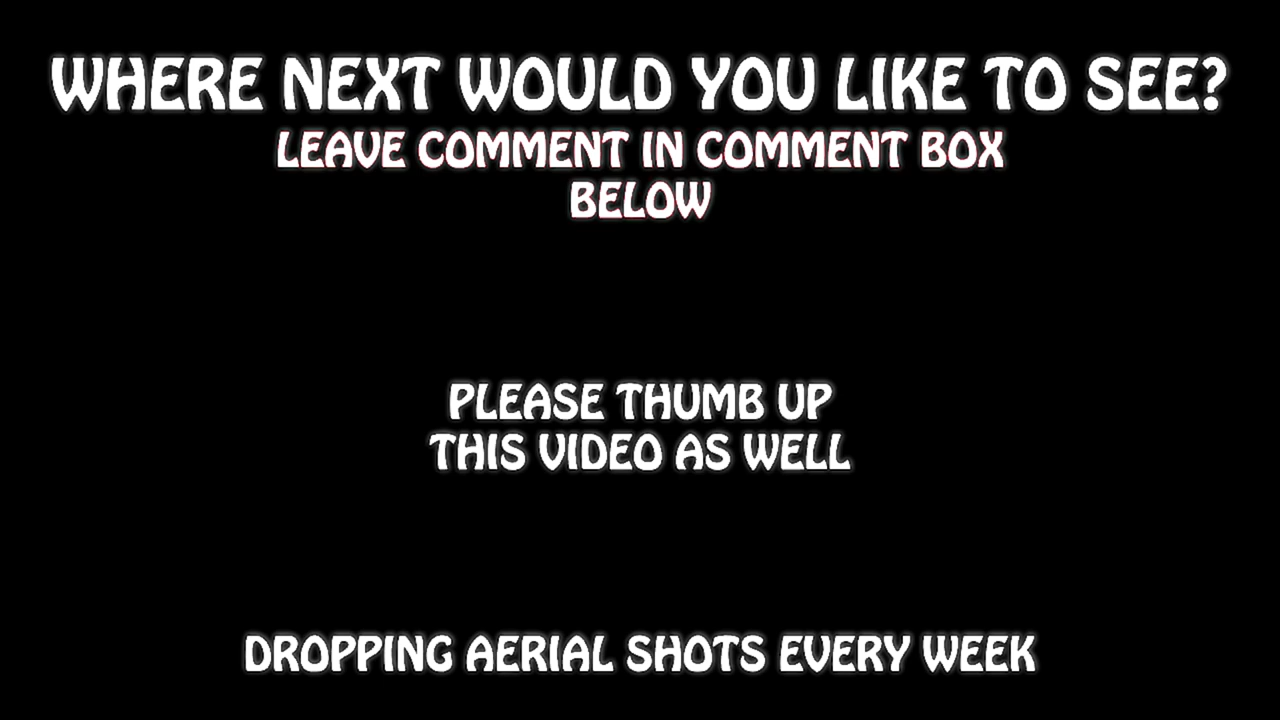 WHERE NEXT WOULD YOU LIKE TO SEE?
LEAVE COMMENT IN COMMENT BOX
BELOW
PLEASE THUMB UP
THIS VIDEO AS WELL
DROPPING AERIAL SHOTS EVERY WEEK